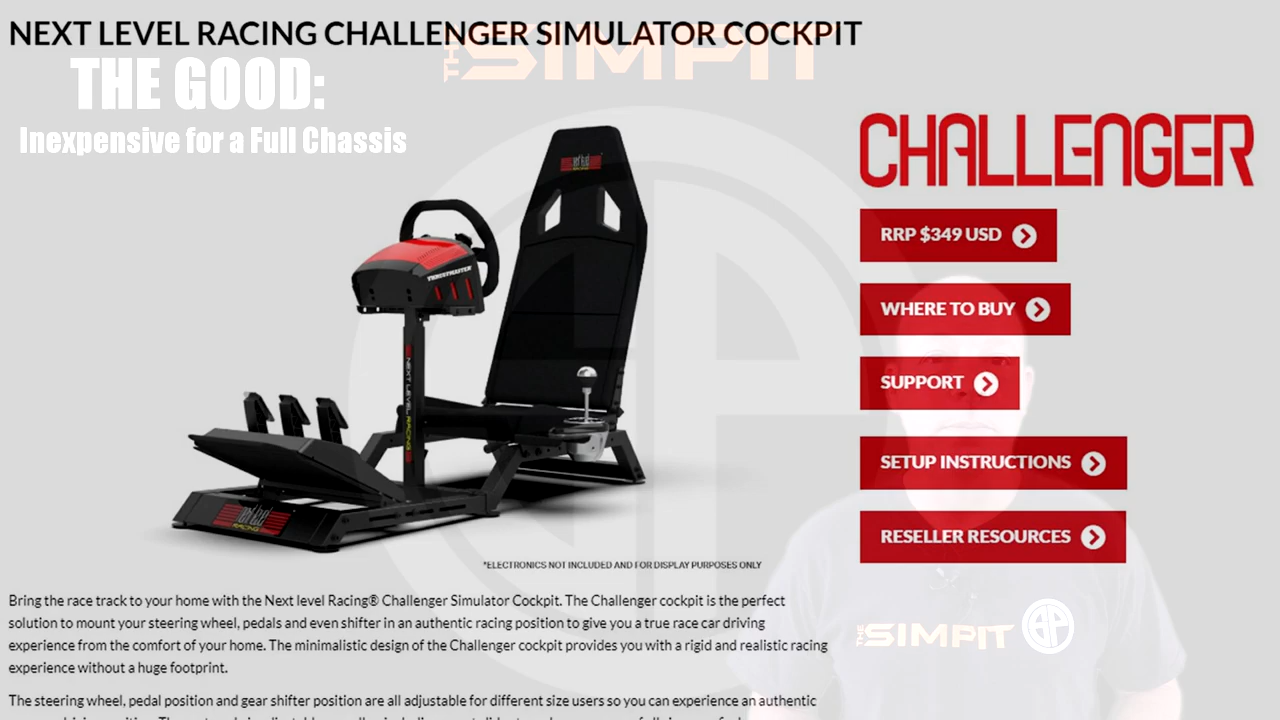 NEXT LEVEL RACING CHALLENGER SIMULATOR COCKPIT
THE SIMPIT
THE GOOD:
Inexpensive for a Full Chassis
CHALLENGER
RRP $349 USD
WHERE TO BUY
SUPPORT
SETUP INSTRUCTIONS
RESELLER RESOURCES
THRUSTMASTER
NEXT LEVEL RACING
RACING
*ELECTRONICS NOT INCLUDED AND FOR DISPLAY PURPOSES ONLY
THE SIMPIT
Bring the race track to your home with the Next level Racing® Challenger Simulator Cockpit. The Challenger cockpit is the perfect
solution to mount your steering wheel, pedals and even shifter in an authentic racing position to give you a true race car driving
experience from the comfort of your home. The minimalistic design of the Challenger cockpit provides you with a rigid and realistic racing
experience without a huge footprint.
The steering wheel, pedal position and gear shifter position are all adjustable for different size users so you can experience an authentic